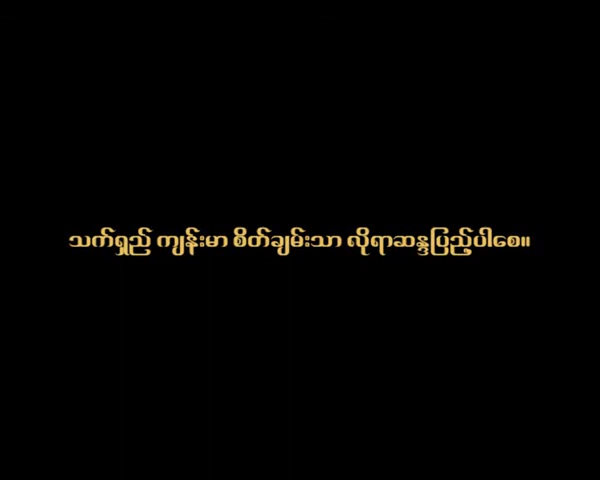 သက်ရှည် ကျန်းမာ စိတ်ချမ်းသာ လိုရာဆန္ဒပြည့်ပါစေ။